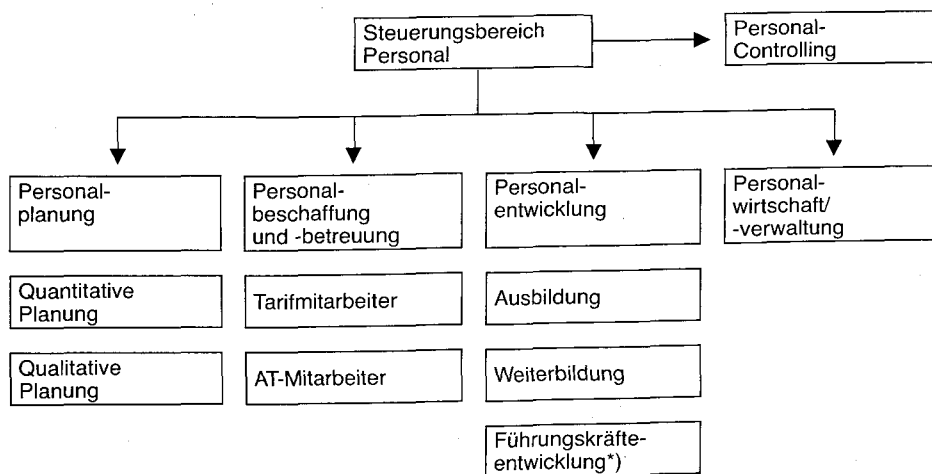 Steuerungsbereich
Personal
Personal-
Controlling
Personal-
planung
Personal-
beschaffung
und -betreuung
Personal-
entwicklung
Personal-
wirtschaft/
-verwaltung
Quantitative
Planung
Tarifmitarbeiter
Ausbildung
Qualitative
Planung
AT-Mitarbeiter
Weiterbildung
Führungskräfte-
entwicklung*)